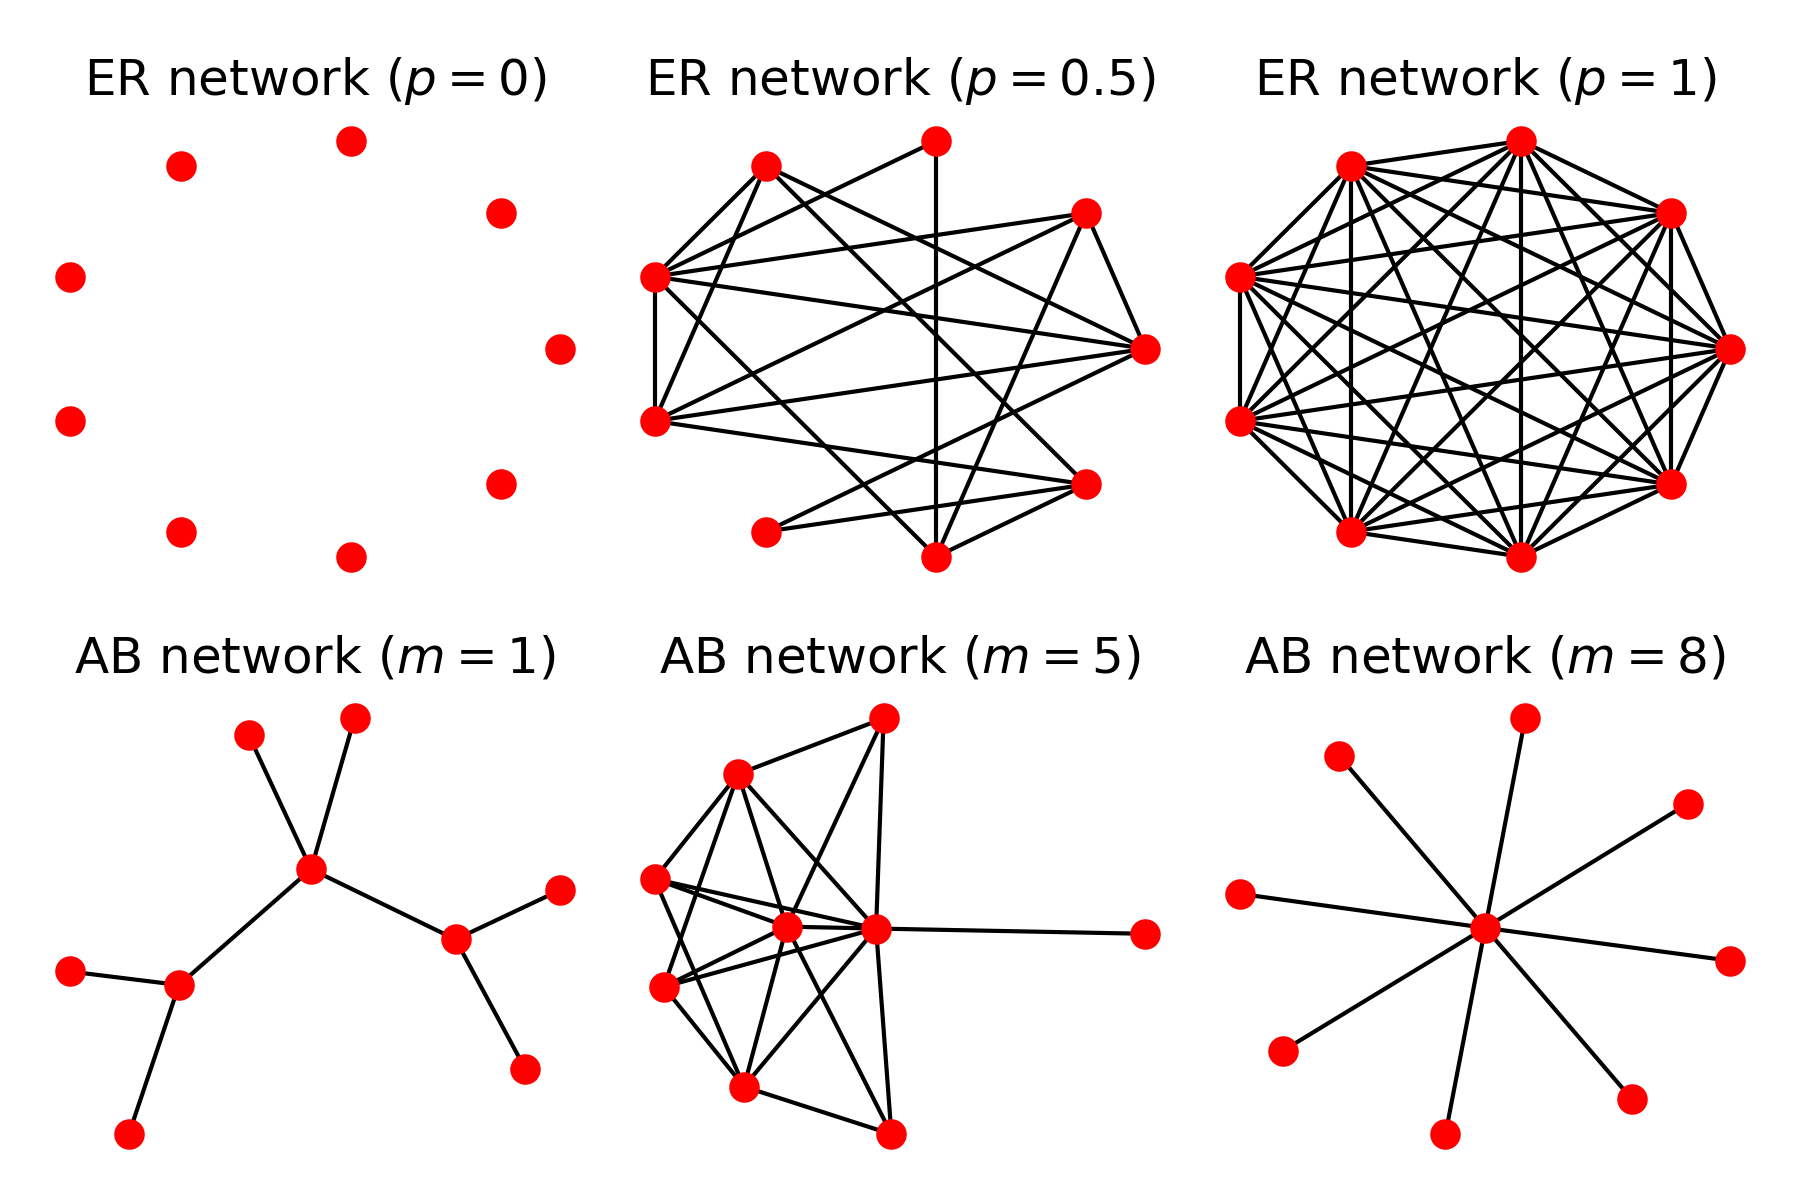 ER network (p = 0)
ER network (p = 0.5)
ER network (p = 1)
AB network (m = 1)
AB network (m = 5)
AB network (m = 8)